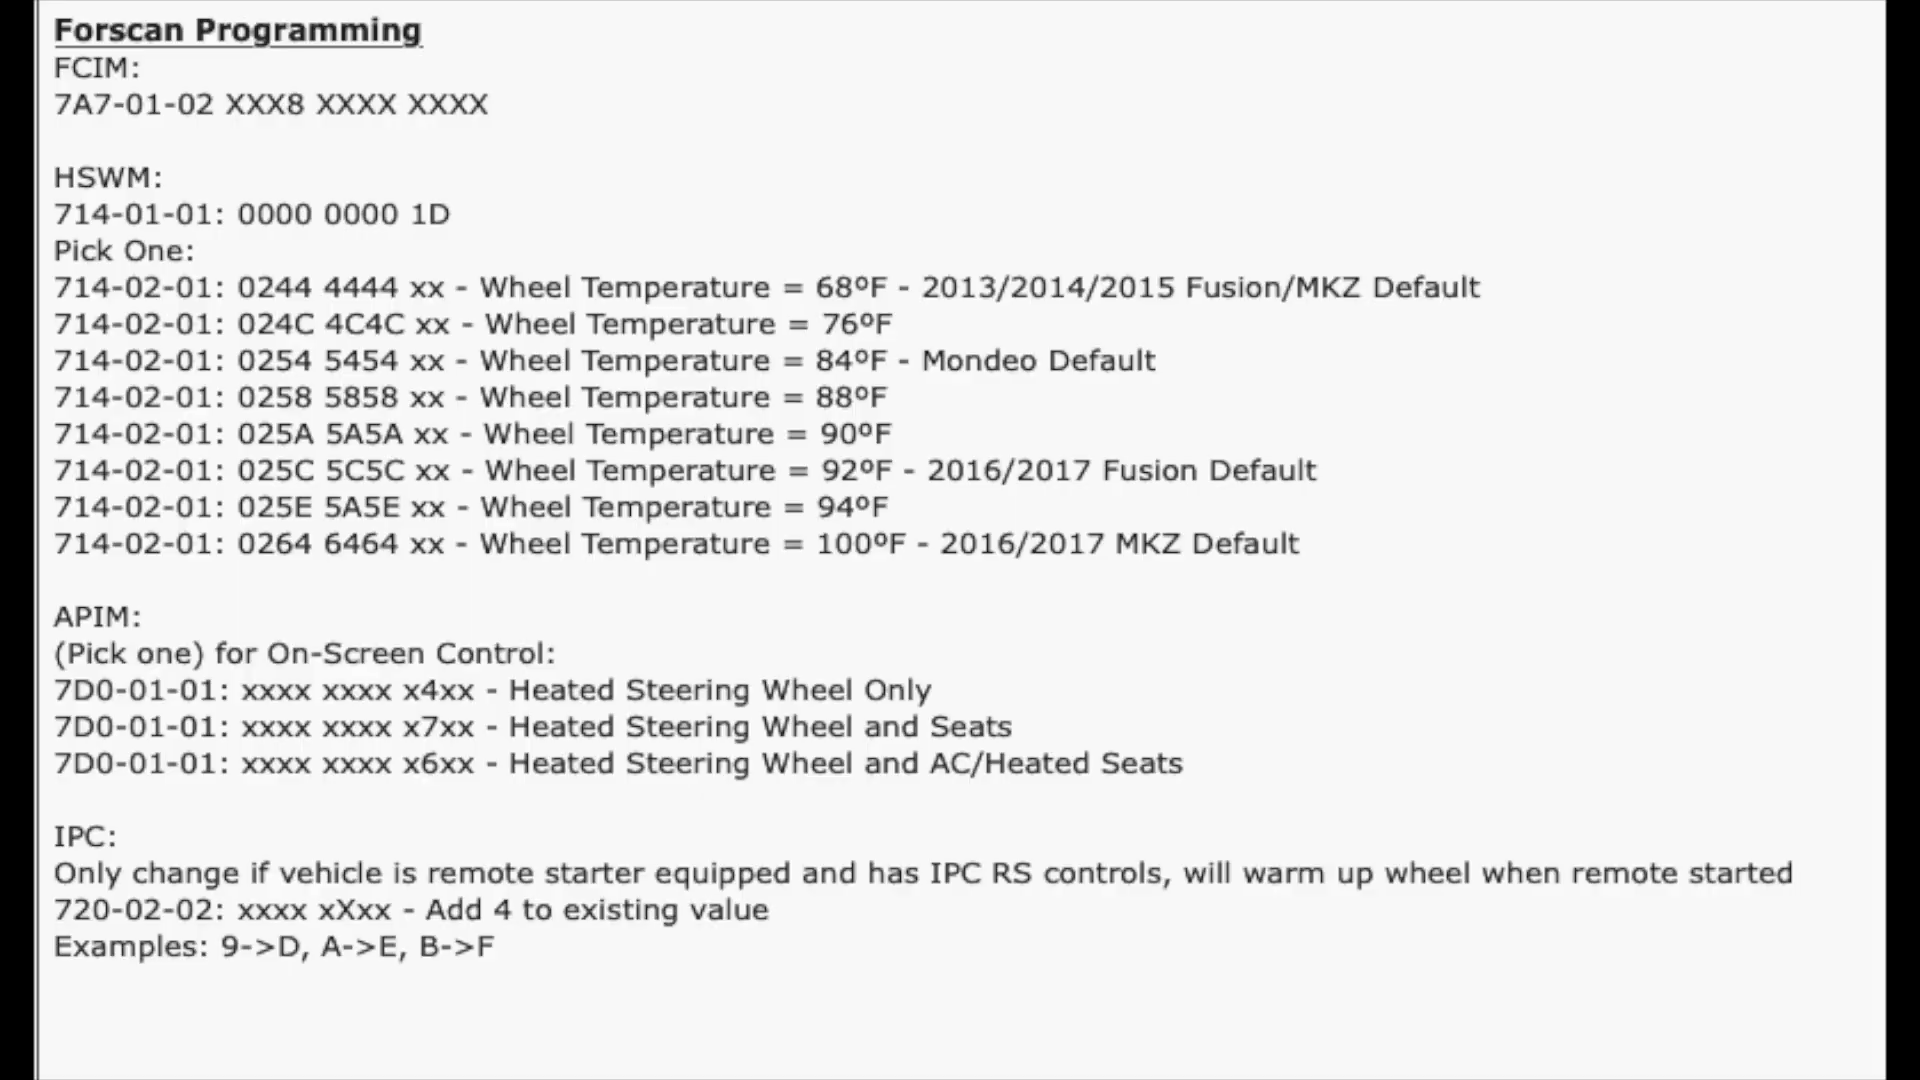 Forscan Programming
FCIM:
7A7-01-02 XXX8 XXXX XXXX
HSWM:
714-01-01: 0000 0000 1D
Pick One:
714-02-01: 0244 4444 xx - Wheel Temperature = 68ºF - 2013/2014/2015 Fusion/MKZ Default
714-02-01: 024C 4C4C xx - Wheel Temperature = 76ºF
714-02-01: 0254 5454 xx - Wheel Temperature = 84ºF - Mondeo Default
714-02-01: 0258 5858 xx - Wheel Temperature = 88ºF
714-02-01: 025A 5A5A xx - Wheel Temperature = 90ºF
714-02-01: 025C 5C5C xx - Wheel Temperature = 92ºF - 2016/2017 Fusion Default
714-02-01: 025E 5A5E xx - Wheel Temperature = 94ºF
714-02-01: 0264 6464 xx - Wheel Temperature = 100ºF - 2016/2017 MKZ Default
APIM:
(Pick one) for On-Screen Control:
7D0-01-01: xxxx xxxx x4xx - Heated Steering Wheel Only
7D0-01-01: xxxx xxxx x7xx - Heated Steering Wheel and Seats
7D0-01-01: xxxx xxxx x6xx - Heated Steering Wheel and AC/Heated Seats
IPC:
Only change if vehicle is remote starter equipped and has IPC RS controls, will warm up wheel when remote started
720-02-02: xxxx xXxx - Add 4 to existing value
Examples: 9->D, A->E, B->F